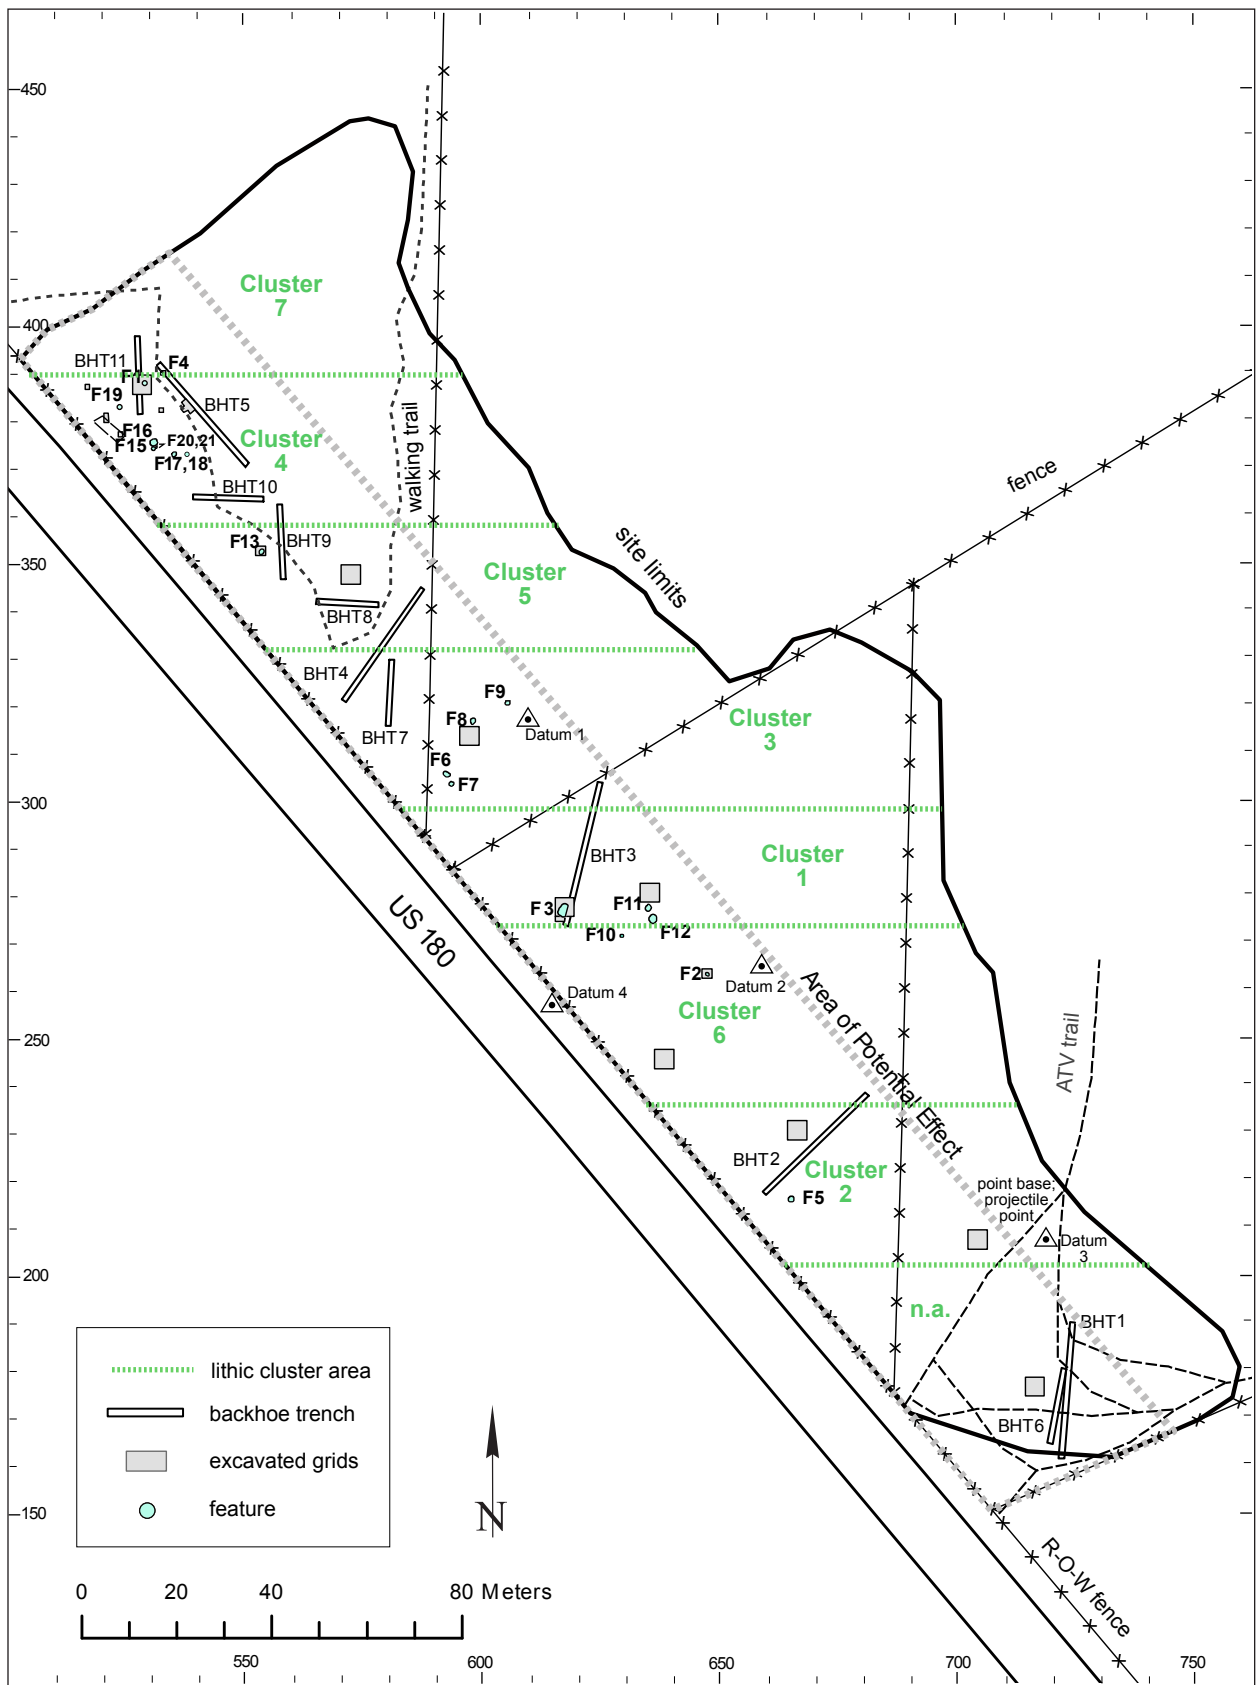 450
400
350
300
250
200
150
Cluster
7
BHT11
F4
F1
F19
BHT5
F16
F15
F20,21
F17,18
Cluster
4
walking trail
BHT10
BHT9
F13
BHT8
site limits
fence
Cluster
5
BHT4
BHT7
F9
F8
Datum 1
F6
F7
Cluster
3
BHT3
Cluster
1
F3
F11
F10
F12
F2
Datum 2
US 180
Datum 4
Cluster
6
Area of Potential Effect
ATV trail
BHT2
Cluster
2
F5
point base;
projectile
point
Datum
3
n.a.
BHT1
BHT6
lithic cluster area
backhoe trench
excavated grids
feature
N
R-O-W fence
0 20 40 80 Meters
550 600 650 700 750